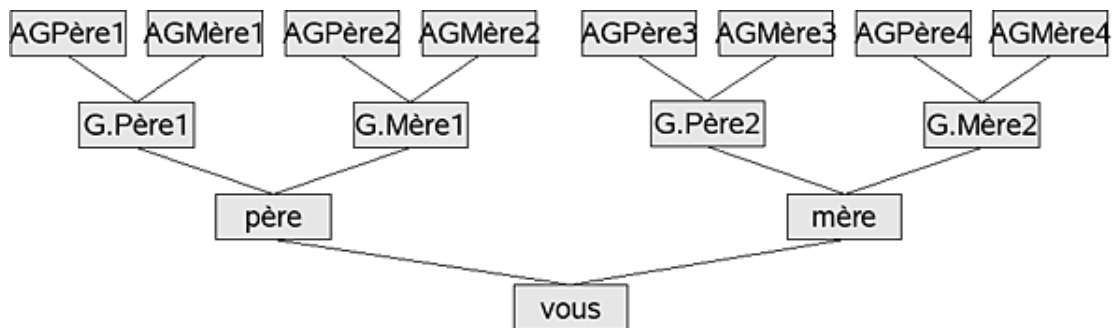 AGPère1 AGMère1 AGPère2 AGMère2 AGPère3 AGMère3 AGPère4 AGMère4
G.Père1 G.Mère1 G.Père2 G.Mère2
père mère
vous